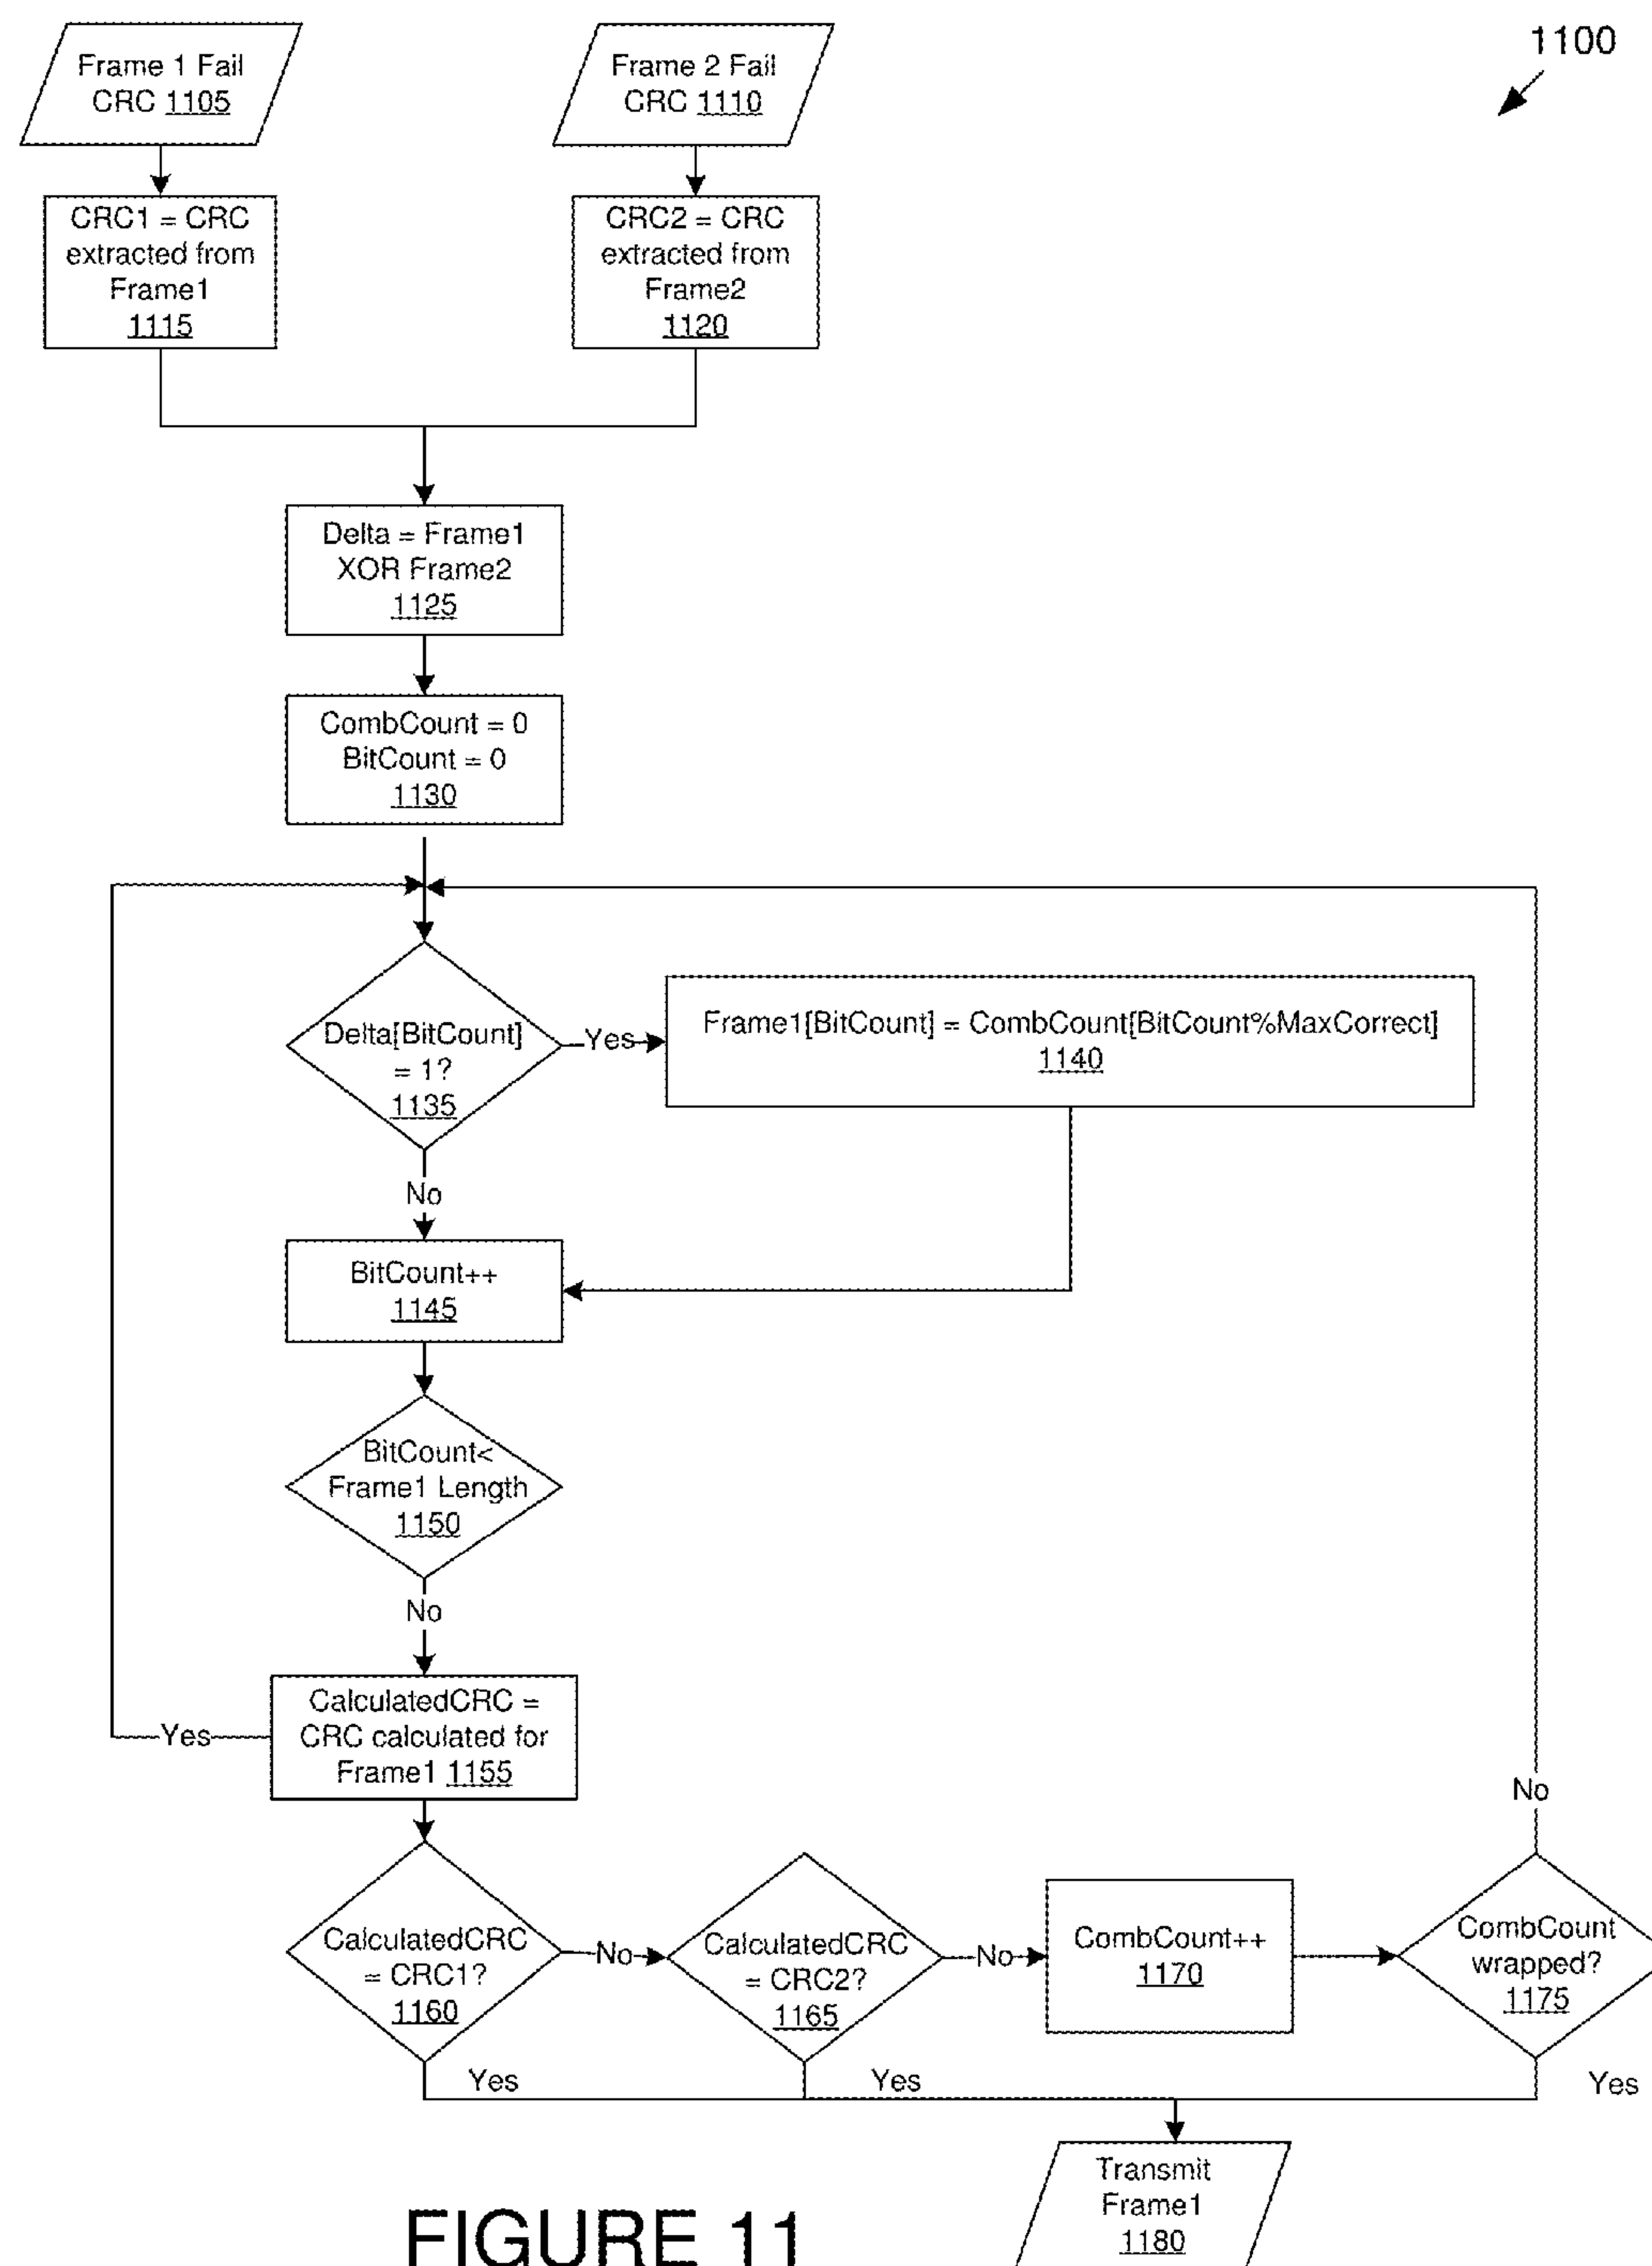 1100
Frame 1 Fail
CRC 1105
Frame 2 Fail
CRC 1110
CRC1 = CRC
extracted from
Frame1
1115
CRC2 = CRC
extracted from
Frame2
1120
Delta = Frame1
XOR Frame2
1125
CombCount = 0
BitCount = 0
1130
Delta[BitCount]
= 1?
1135
Yes
Frame1[BitCount] = CombCount[BitCount%MaxCorrect]
1140
No
BitCount++
1145
BitCount<
Frame1 Length
1150
No
CalculatedCRC =
CRC calculated for
Frame1 1155
Yes
No
CalculatedCRC
= CRC1?
1160
No
CalculatedCRC
= CRC2?
1165
No
CombCount++
1170
CombCount
wrapped?
1175
Yes
Yes
Yes
Transmit
Frame1
1180
FIGURE 11